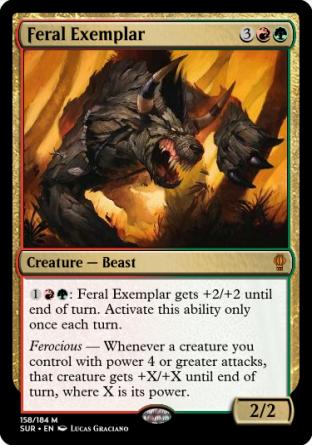 Feral Exemplar 3
Creature — Beast
1: Feral Exemplar gets +2/+2 until
end of turn. Activate this ability only
once each turn.
Ferocious — Whenever a creature you
control with power 4 or greater attacks,
that creature gets +X/+X until end of
turn, where X is its power.
2/2
158/184 M
SUR • EN Lucas Graciano